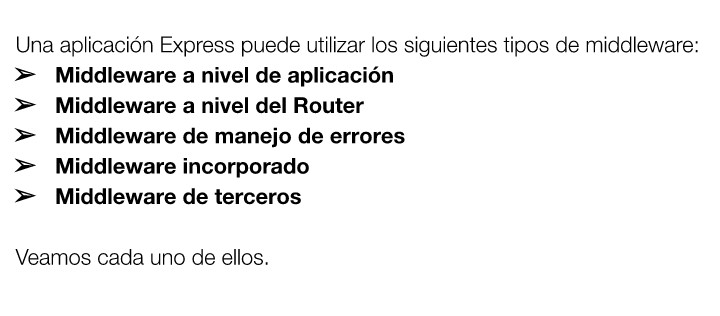 Una aplicación Express puede utilizar los siguientes tipos de middleware:
➢ Middleware a nivel de aplicación
➢ Middleware a nivel del Router
➢ Middleware de manejo de errores
➢ Middleware incorporado
➢ Middleware de terceros
Veamos cada uno de ellos.